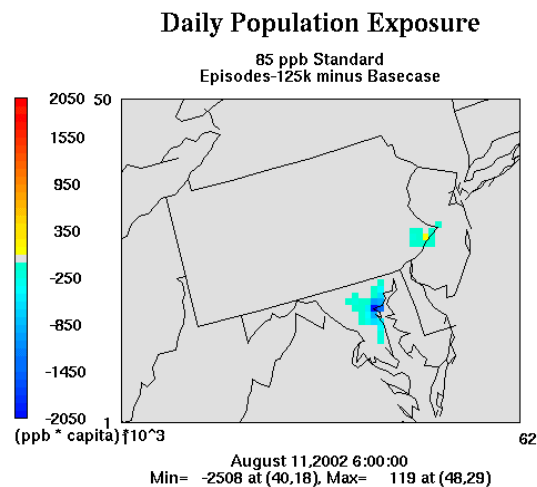 Daily Population Exposure
85 ppb Standard
Episodes-125k minus Basecase
2050
1550
950
350
-250
-850
-1450
-2050
(ppb * capita)*10^3
50
1
62
August 11,2002 6:00:00
Min= -2508 at (40,18), Max= 119 at (48,29)